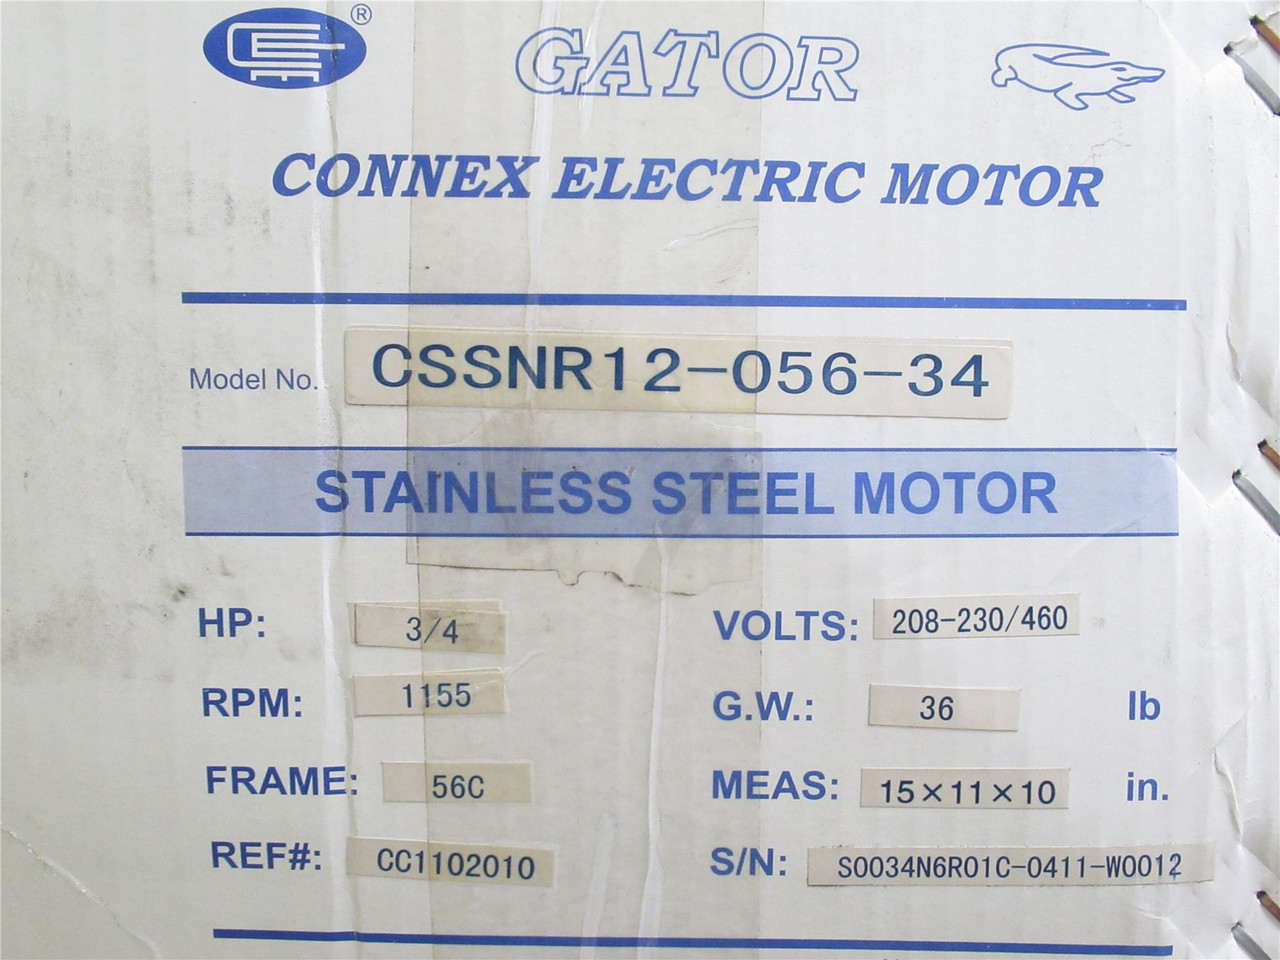 ®
GATOR
CONNEX ELECTRIC MOTOR
Model No. CSSNR12-056-34
STAINLESS STEEL MOTOR
HP: 3/4 VOLTS: 208-230/460
RPM: 1155 G.W.: 36 lb
FRAME: 56C MEAS: 15×11×10 in.
REF#: CC1102010 S/N: S0034N6R01C-0411-W0012